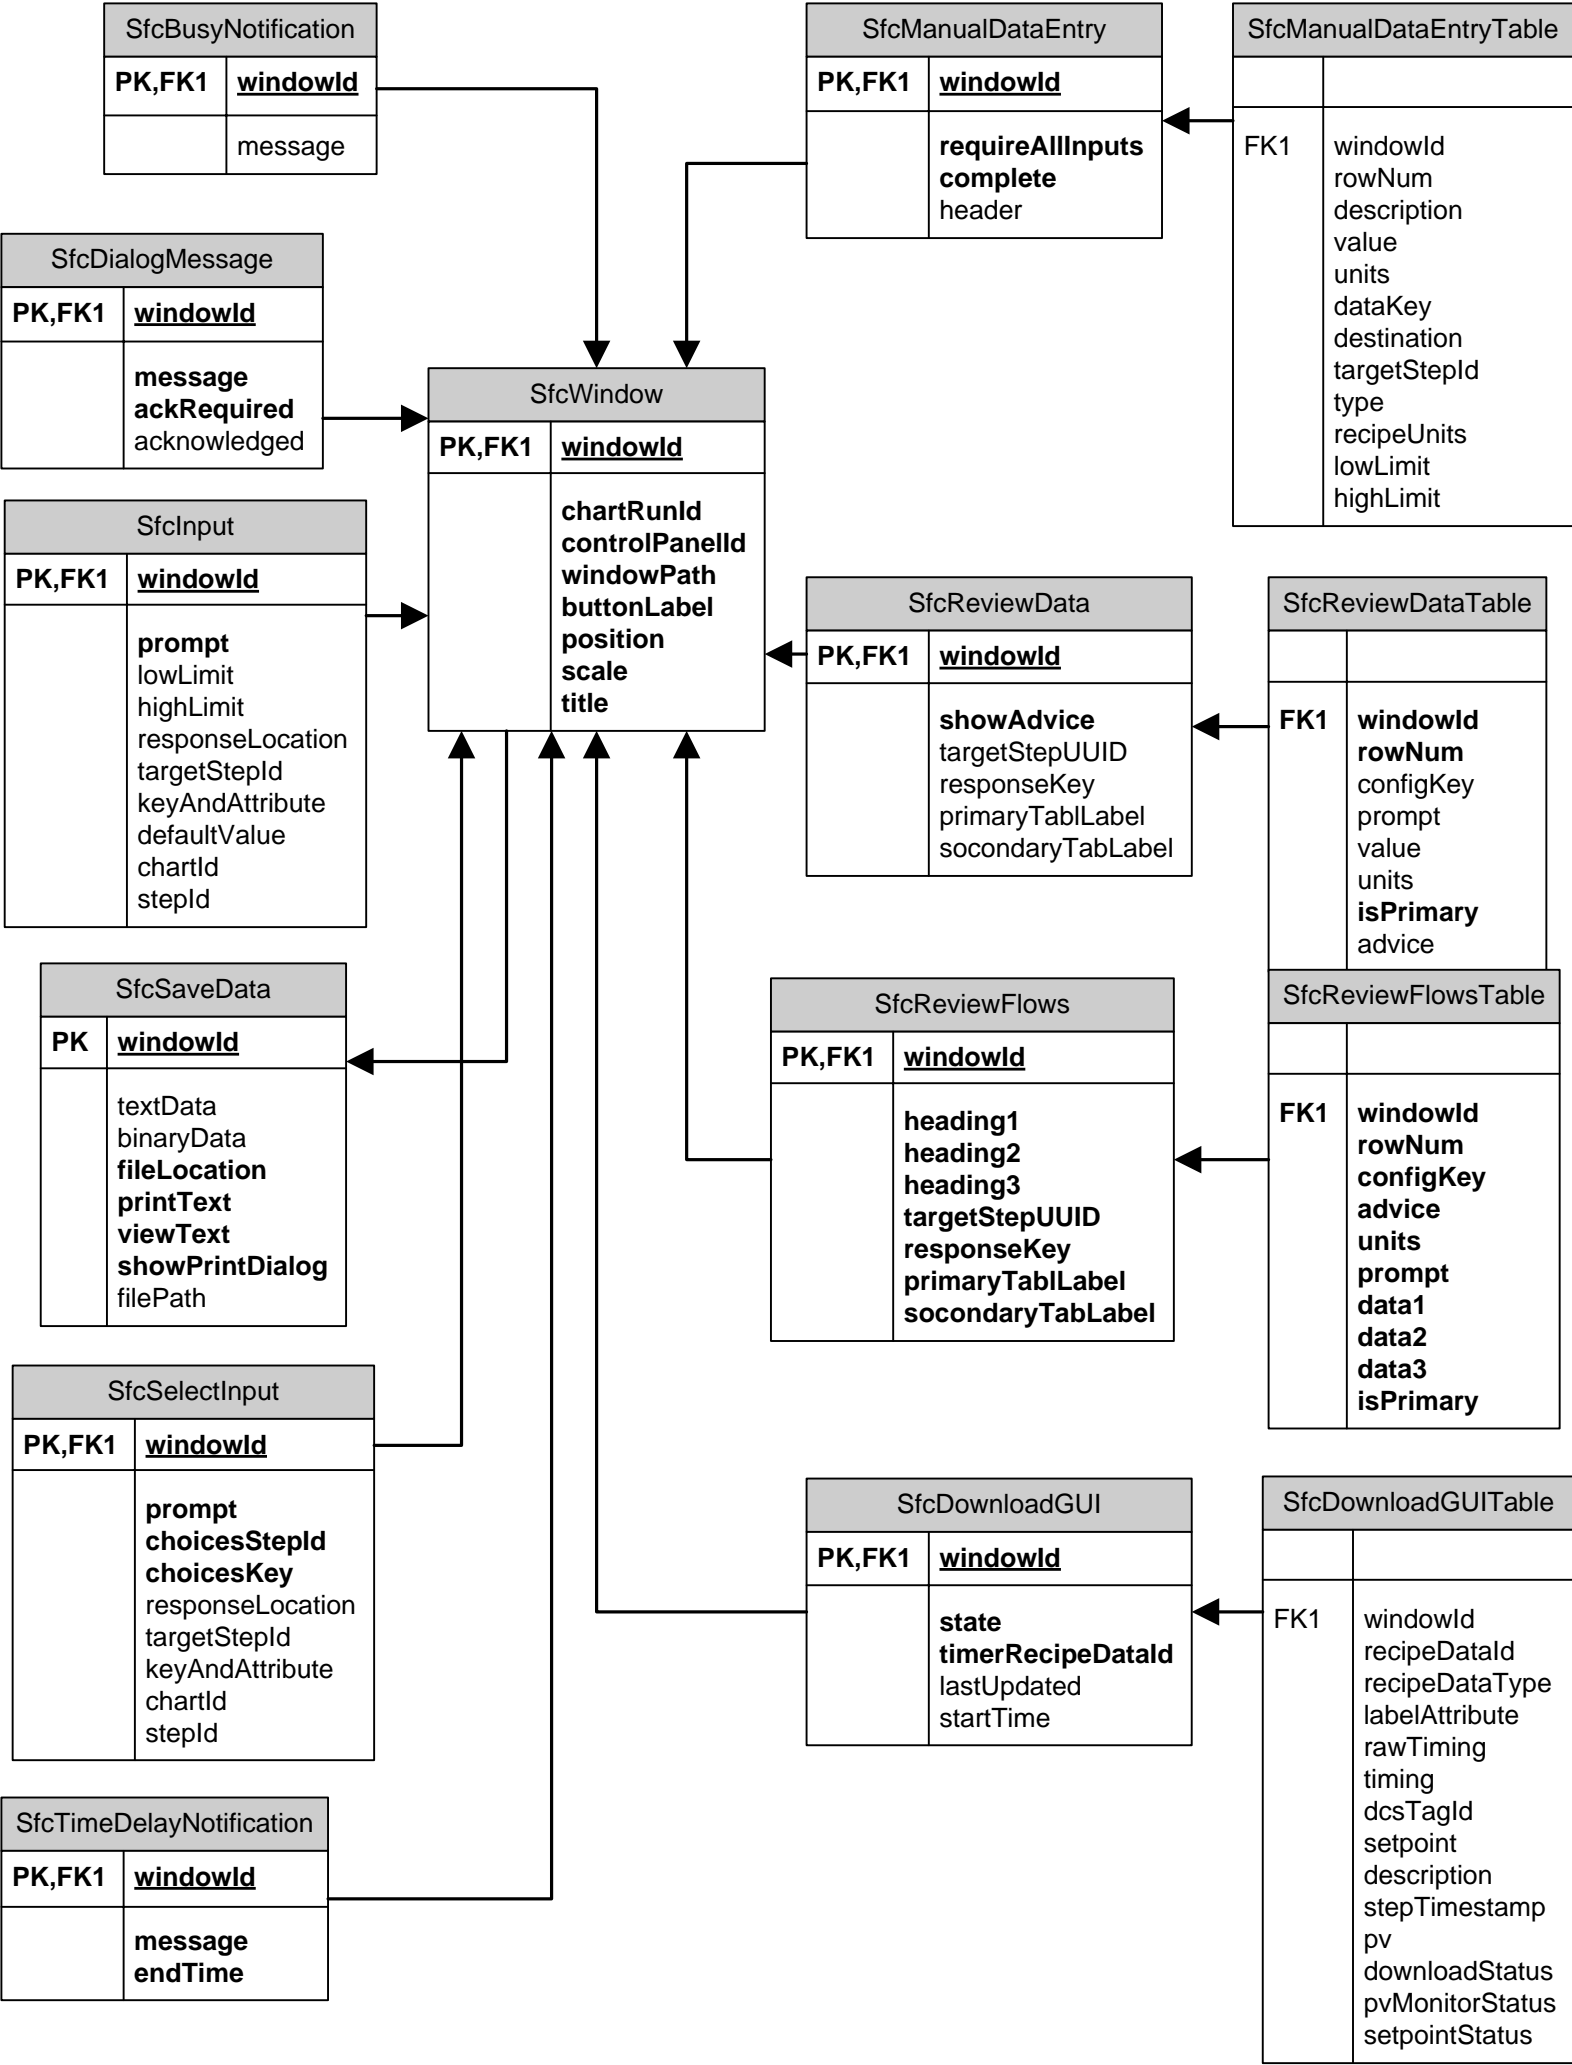 SfcBusyNotification
PK,FK1 windowId
message
SfcDialogMessage
PK,FK1 windowId
message
ackRequired
acknowledged
SfcInput
PK,FK1 windowId
prompt
lowLimit
highLimit
responseLocation
targetStepId
keyAndAttribute
defaultValue
chartId
stepId
SfcSaveData
PK windowId
textData
binaryData
fileLocation
printText
viewText
showPrintDialog
filePath
SfcSelectInput
PK,FK1 windowId
prompt
choicesStepId
choicesKey
responseLocation
targetStepId
keyAndAttribute
chartId
stepId
SfcTimeDelayNotification
PK,FK1 windowId
message
endTime
SfcWindow
PK,FK1 windowId
chartRunId
controlPanelId
windowPath
buttonLabel
position
scale
title
SfcManualDataEntry
PK,FK1 windowId
requireAllInputs
complete
header
SfcReviewData
PK,FK1 windowId
showAdvice
targetStepUUID
responseKey
primaryTablLabel
socondaryTabLabel
SfcReviewFlows
PK,FK1 windowId
heading1
heading2
heading3
targetStepUUID
responseKey
primaryTablLabel
socondaryTabLabel
SfcDownloadGUI
PK,FK1 windowId
state
timerRecipeDataId
lastUpdated
startTime
SfcManualDataEntryTable
FK1 windowId
rowNum
description
value
units
dataKey
destination
targetStepId
type
recipeUnits
lowLimit
highLimit
SfcReviewDataTable
FK1 windowId
rowNum
configKey
prompt
value
units
isPrimary
advice
SfcReviewFlowsTable
FK1 windowId
rowNum
configKey
advice
units
prompt
data1
data2
data3
isPrimary
SfcDownloadGUITable
FK1 windowId
recipeDataId
recipeDataType
labelAttribute
rawTiming
timing
dcsTagId
setpoint
description
stepTimestamp
pv
downloadStatus
pvMonitorStatus
setpointStatus